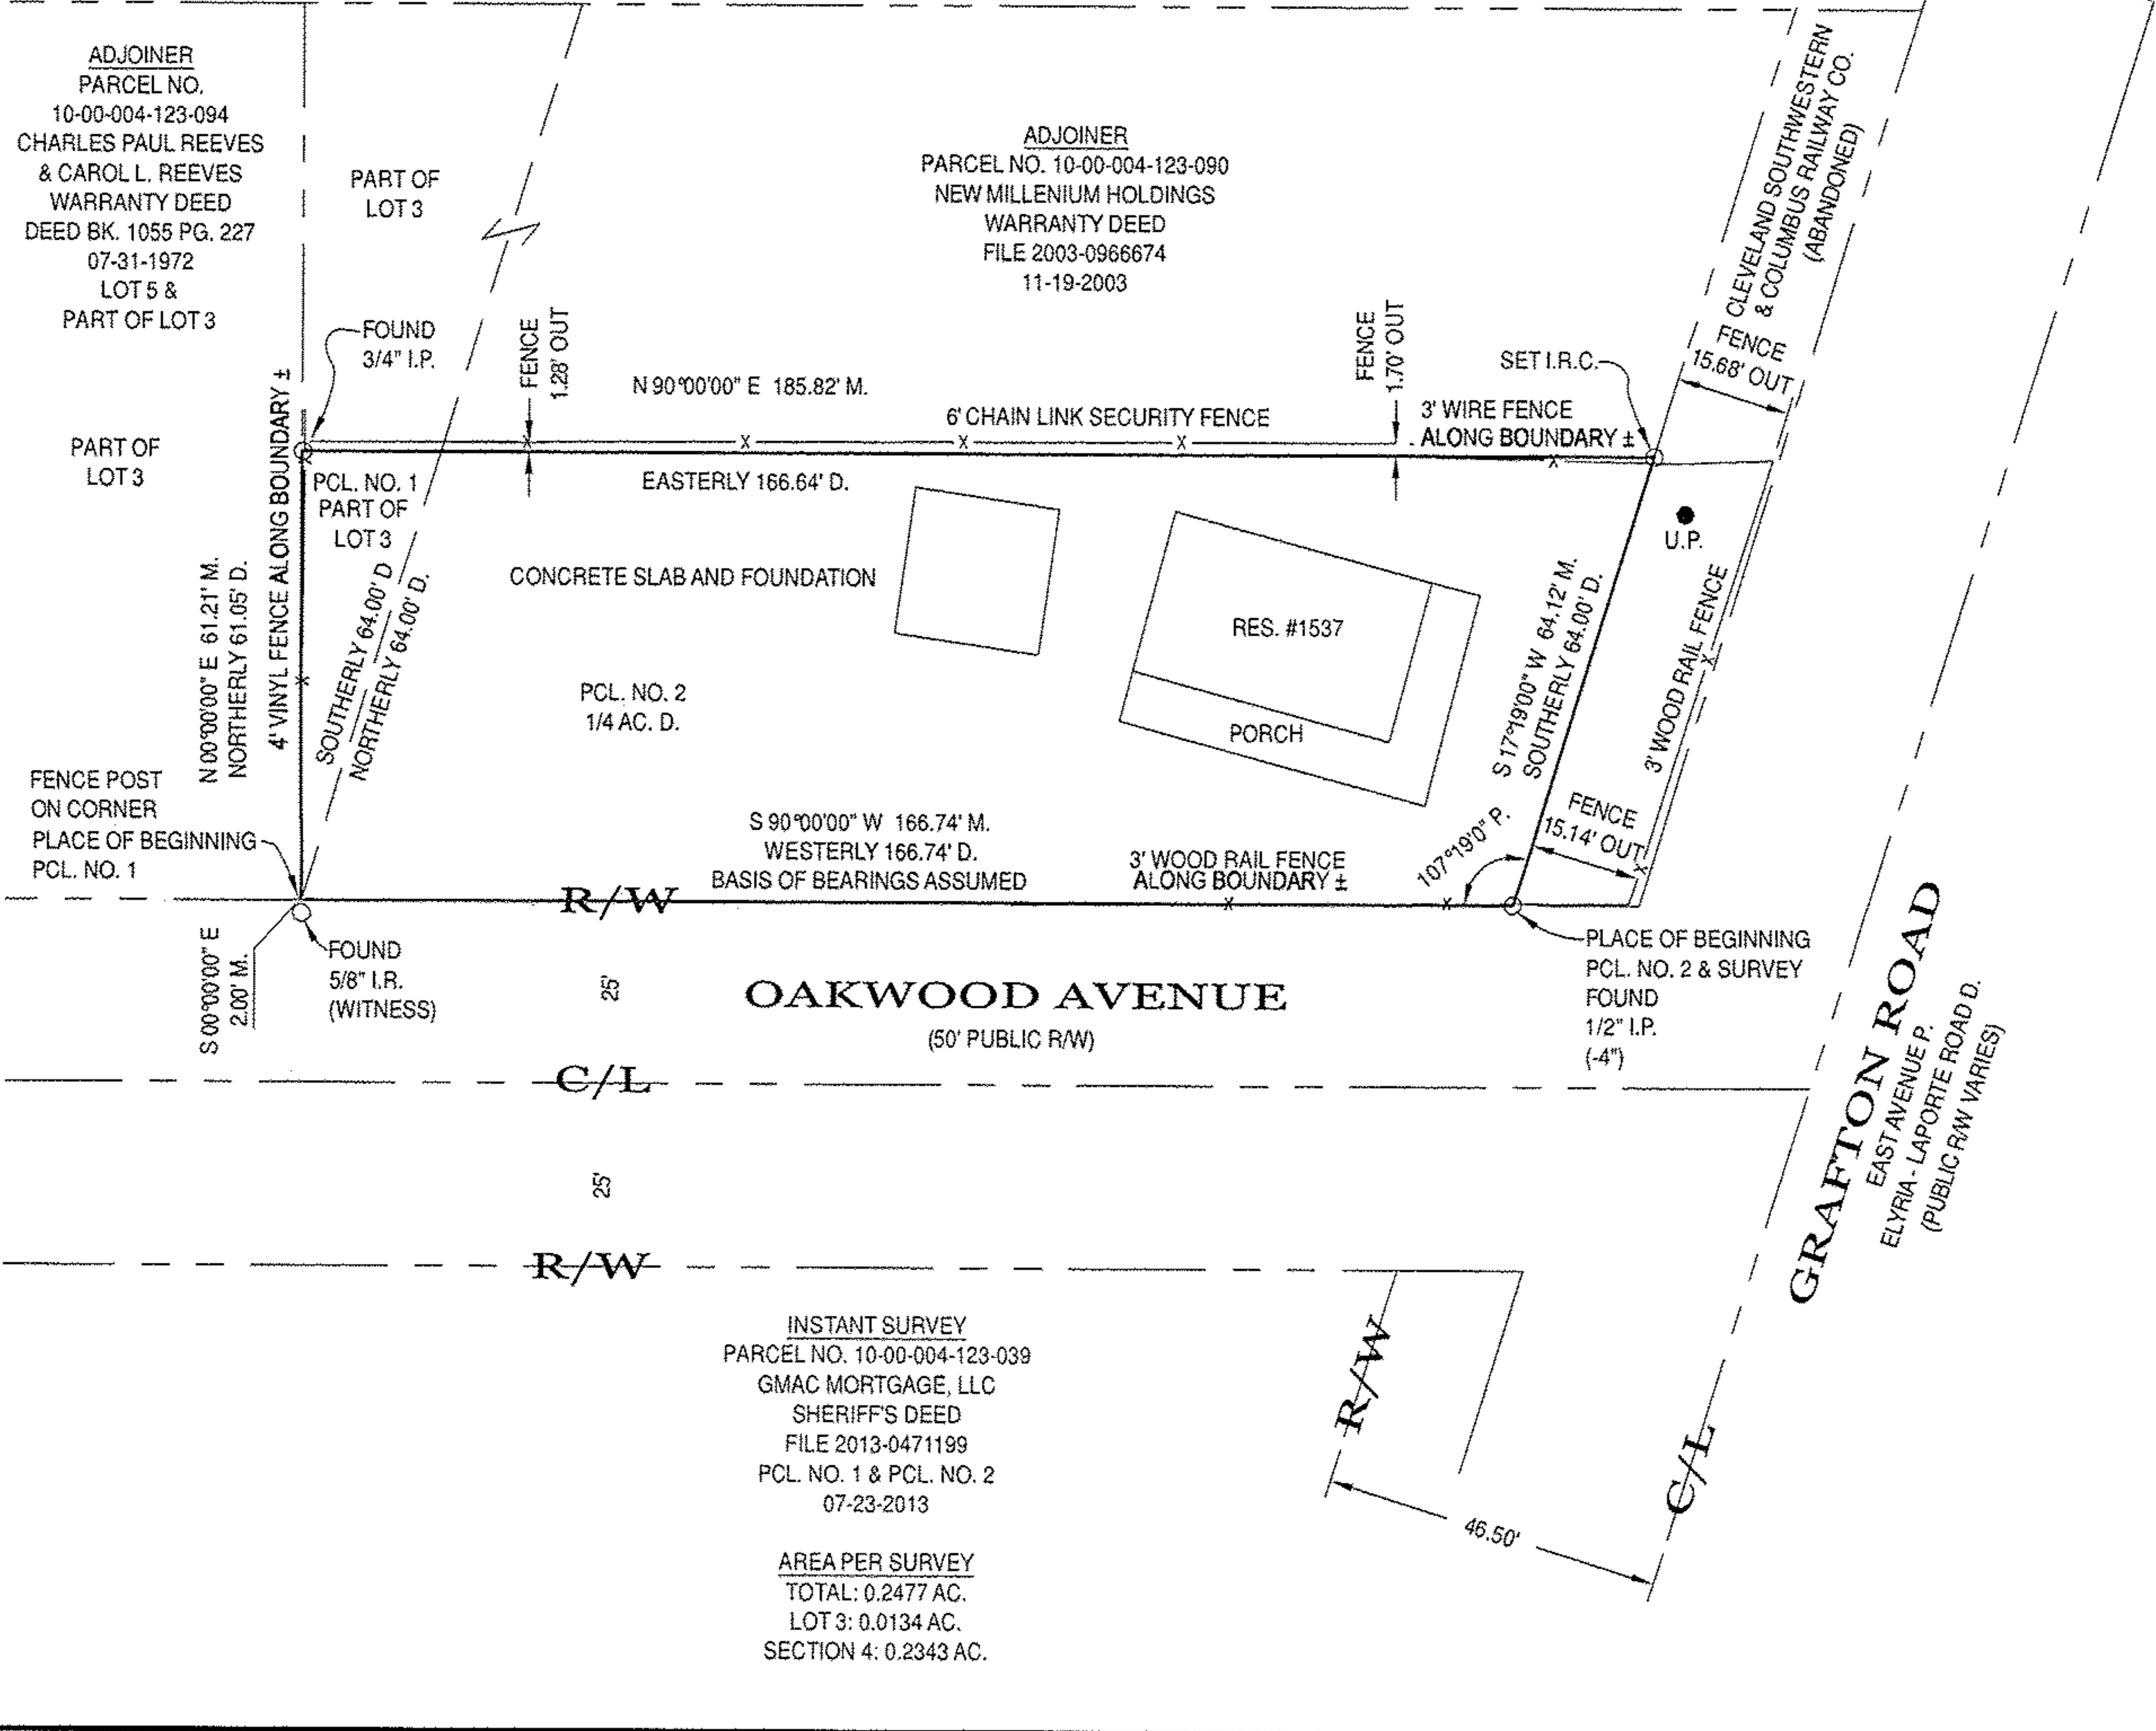 ADJOINER
PARCEL NO.
10-00-004-123-094
CHARLES PAUL REEVES
& CAROL L. REEVES
WARRANTY DEED
DEED BK. 1055 PG. 227
07-31-1972
LOT 5 &
PART OF LOT 3
PART OF
LOT 3
ADJOINER
PARCEL NO. 10-00-004-123-090
NEW MILLENIUM HOLDINGS
WARRANTY DEED
FILE 2003-0966674
11-19-2003
CLEVELAND SOUTHWESTERN
& COLUMBUS RAILWAY CO.
(ABANDONED)
FENCE
15.68' OUT
FOUND
3/4" I.P.
FENCE
1.28' OUT
N 90°00'00" E 185.82' M.
6' CHAIN LINK SECURITY FENCE
FENCE
1.70' OUT
SET I.R.C.
3' WIRE FENCE
ALONG BOUNDARY ±
PART OF
LOT 3
4' VINYL FENCE ALONG BOUNDARY ±
N 00°00'00" E 61.21' M.
NORTHERLY 61.05' D.
PCL. NO. 1
PART OF
LOT 3
EASTERLY 166.64' D.
SOUTHERLY 64.00' D
NORTHERLY 64.00' D.
CONCRETE SLAB AND FOUNDATION
RES. #1537
PORCH
U.P.
S 17°19'00" W 64.12' M.
SOUTHERLY 64.00' D.
3' WOOD RAIL FENCE
PCL. NO. 2
1/4 AC. D.
FENCE POST
ON CORNER
PLACE OF BEGINNING
PCL. NO. 1
S 90°00'00" W 166.74' M.
WESTERLY 166.74' D.
BASIS OF BEARINGS ASSUMED
3' WOOD RAIL FENCE
ALONG BOUNDARY ±
107°19'0" P.
FENCE
15.14' OUT
R/W
S 00°00'00" E
2.00' M.
FOUND
5/8" I.R.
(WITNESS)
25'
OAKWOOD AVENUE
(50' PUBLIC R/W)
PLACE OF BEGINNING
PCL. NO. 2 & SURVEY
FOUND
1/2" I.P.
(-4")
C/L
25'
R/W
GRAFTON ROAD
EAST AVENUE P.
ELYRIA - LAPORTE ROAD D.
(PUBLIC R/W VARIES)
INSTANT SURVEY
PARCEL NO. 10-00-004-123-039
GMAC MORTGAGE, LLC
SHERIFF'S DEED
FILE 2013-0471199
PCL. NO. 1 & PCL. NO. 2
07-23-2013
R/W
C/L
46.50'
AREA PER SURVEY
TOTAL: 0.2477 AC.
LOT 3: 0.0134 AC.
SECTION 4: 0.2343 AC.